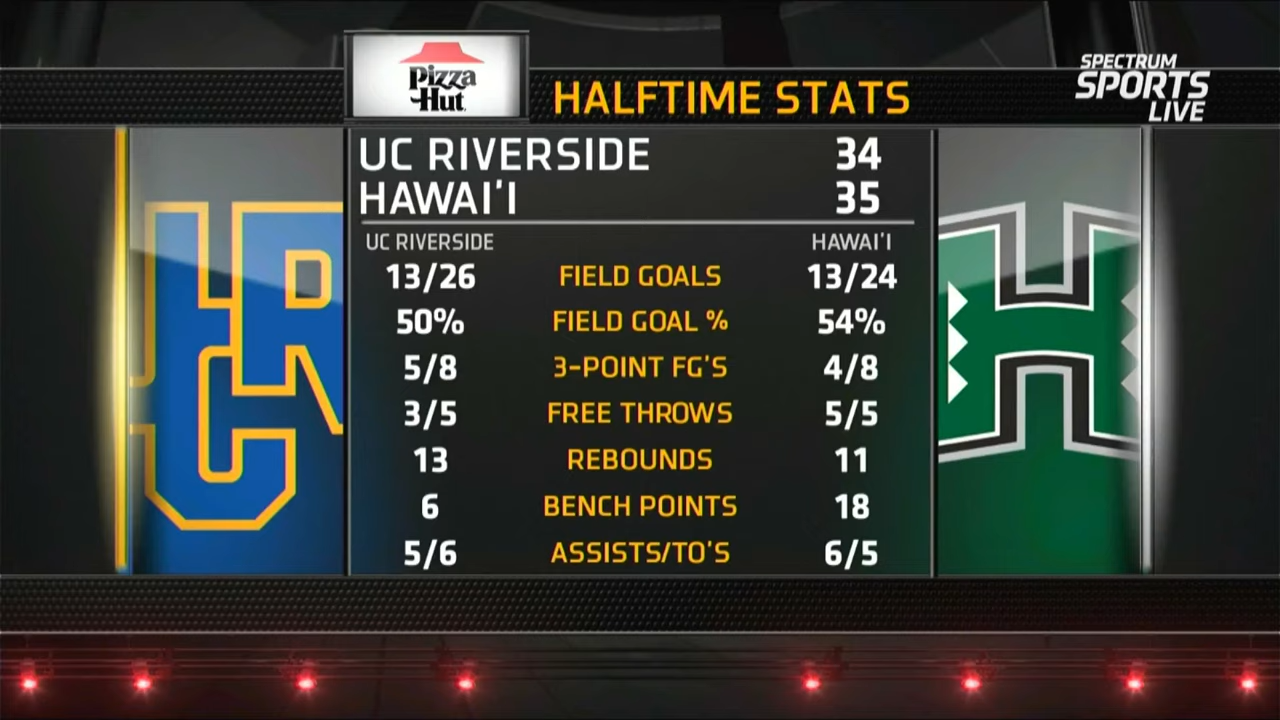 Pizza
Hut
HALFTIME STATS
SPECTRUM
SPORTS
LIVE
UC RIVERSIDE 34
HAWAI'I 35
UC RIVERSIDE HAWAI'I
13/26 FIELD GOALS 13/24
50% FIELD GOAL % 54%
5/8 3-POINT FG'S 4/8
3/5 FREE THROWS 5/5
13 REBOUNDS 11
6 BENCH POINTS 18
5/6 ASSISTS/TO'S 6/5
UCR
H